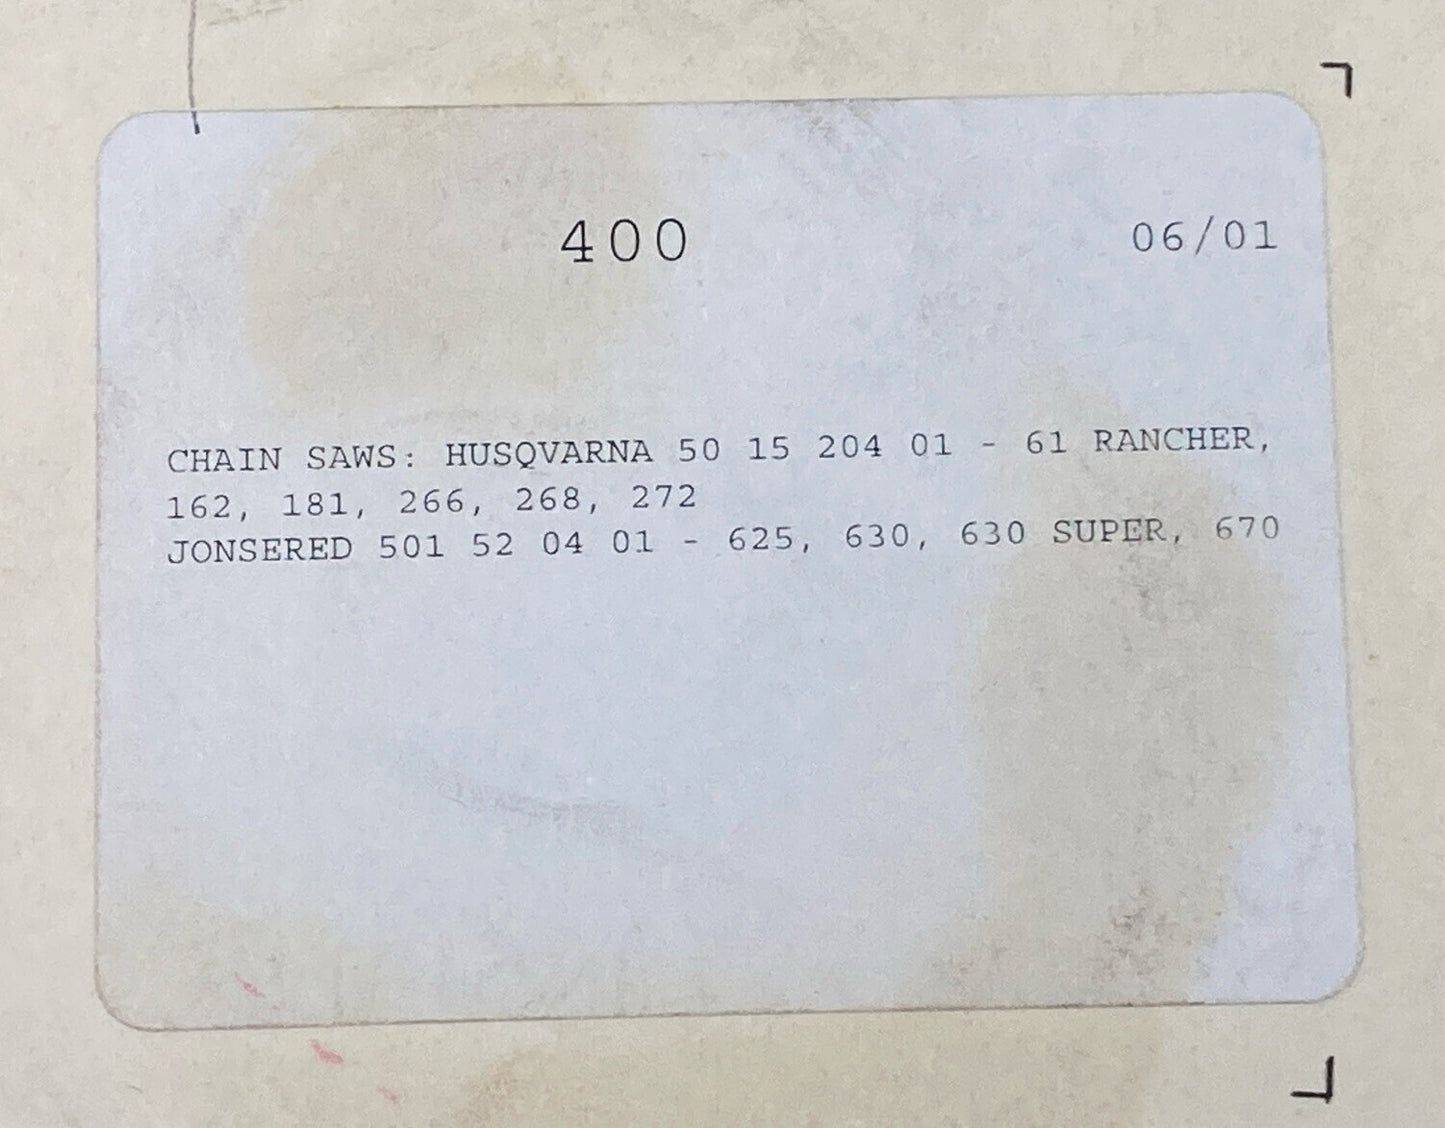 400 06/01
CHAIN SAWS: HUSQVARNA 50 15 204 01 - 61 RANCHER,
162, 181, 266, 268, 272
JONSERED 501 52 04 01 - 625, 630, 630 SUPER, 670